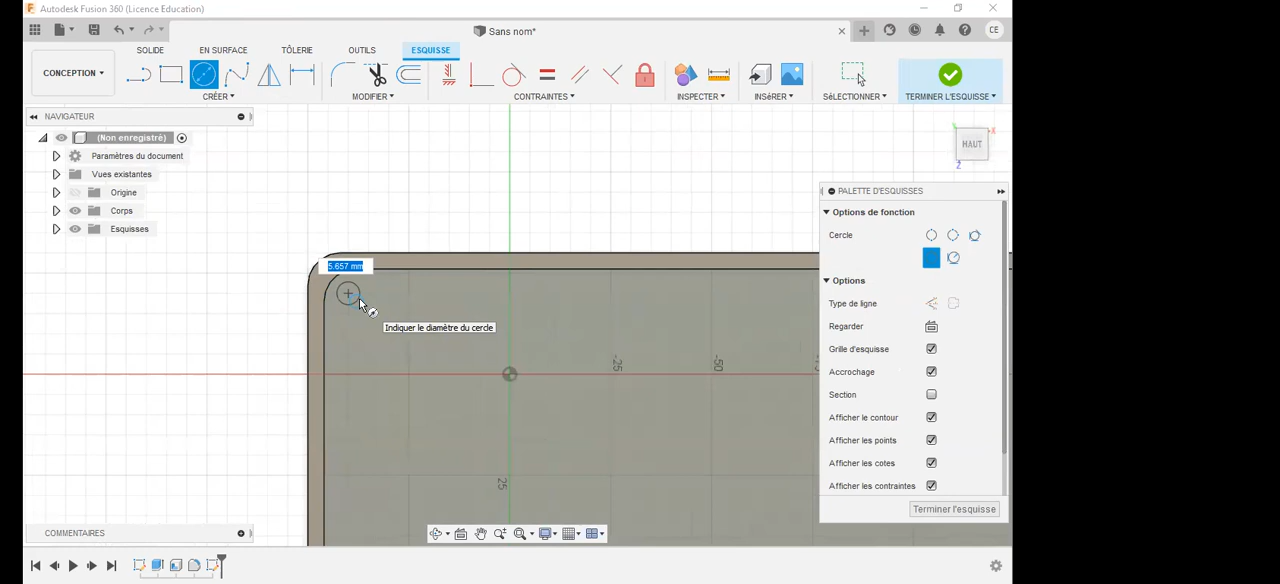 Autodesk Fusion 360 (Licence Education)
Sans nom*
CE
SOLIDE EN SURFACE TÔLERIE OUTILS ESQUISSE
CONCEPTION
CRÉER MODIFIER CONTRAINTES INSPECTER INSÉRER SÉLECTIONNER TERMINER L'ESQUISSE
NAVIGATEUR
(Non enregistré)
Paramètres du document
Vues existantes
Origine
Corps
Esquisses
HAUT
X
Z
PALETTE D'ESQUISSES
Options de fonction
Cercle
Options
Type de ligne
Regarder
Grille d'esquisse
Accrochage
Section
Afficher le contour
Afficher les points
Afficher les cotes
Afficher les contraintes
Terminer l'esquisse
5.657 mm
Indiquer le diamètre du cercle
-25
-50
25
COMMENTAIRES